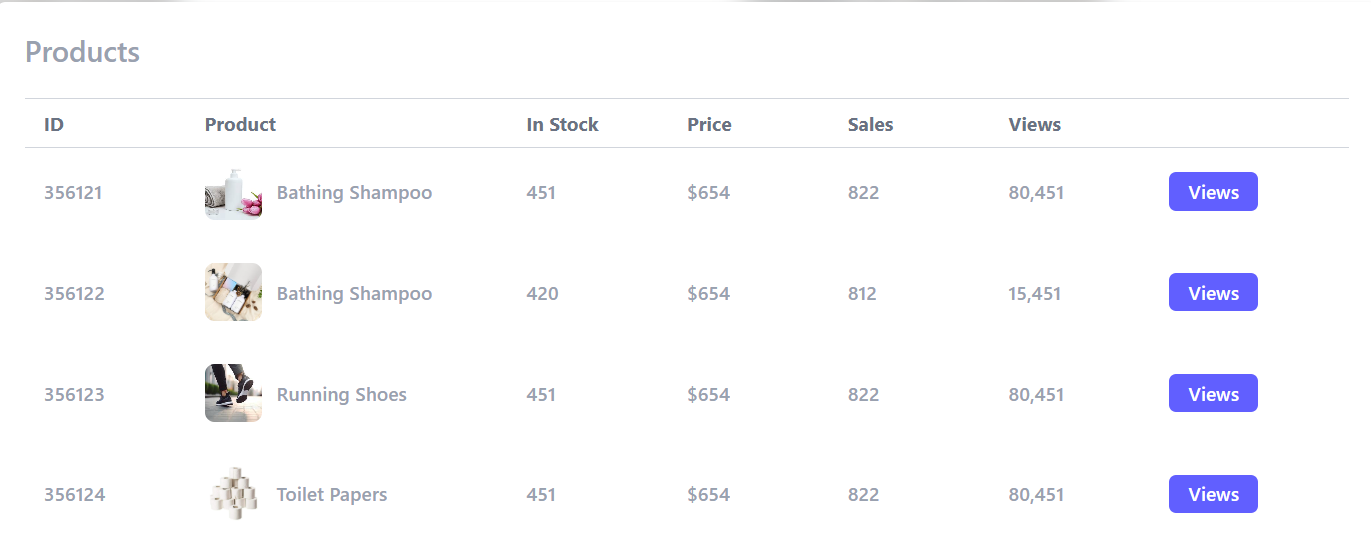 Products
ID Product In Stock Price Sales Views
356121 Bathing Shampoo 451 $654 822 80,451 Views
356122 Bathing Shampoo 420 $654 812 15,451 Views
356123 Running Shoes 451 $654 822 80,451 Views
356124 Toilet Papers 451 $654 822 80,451 Views